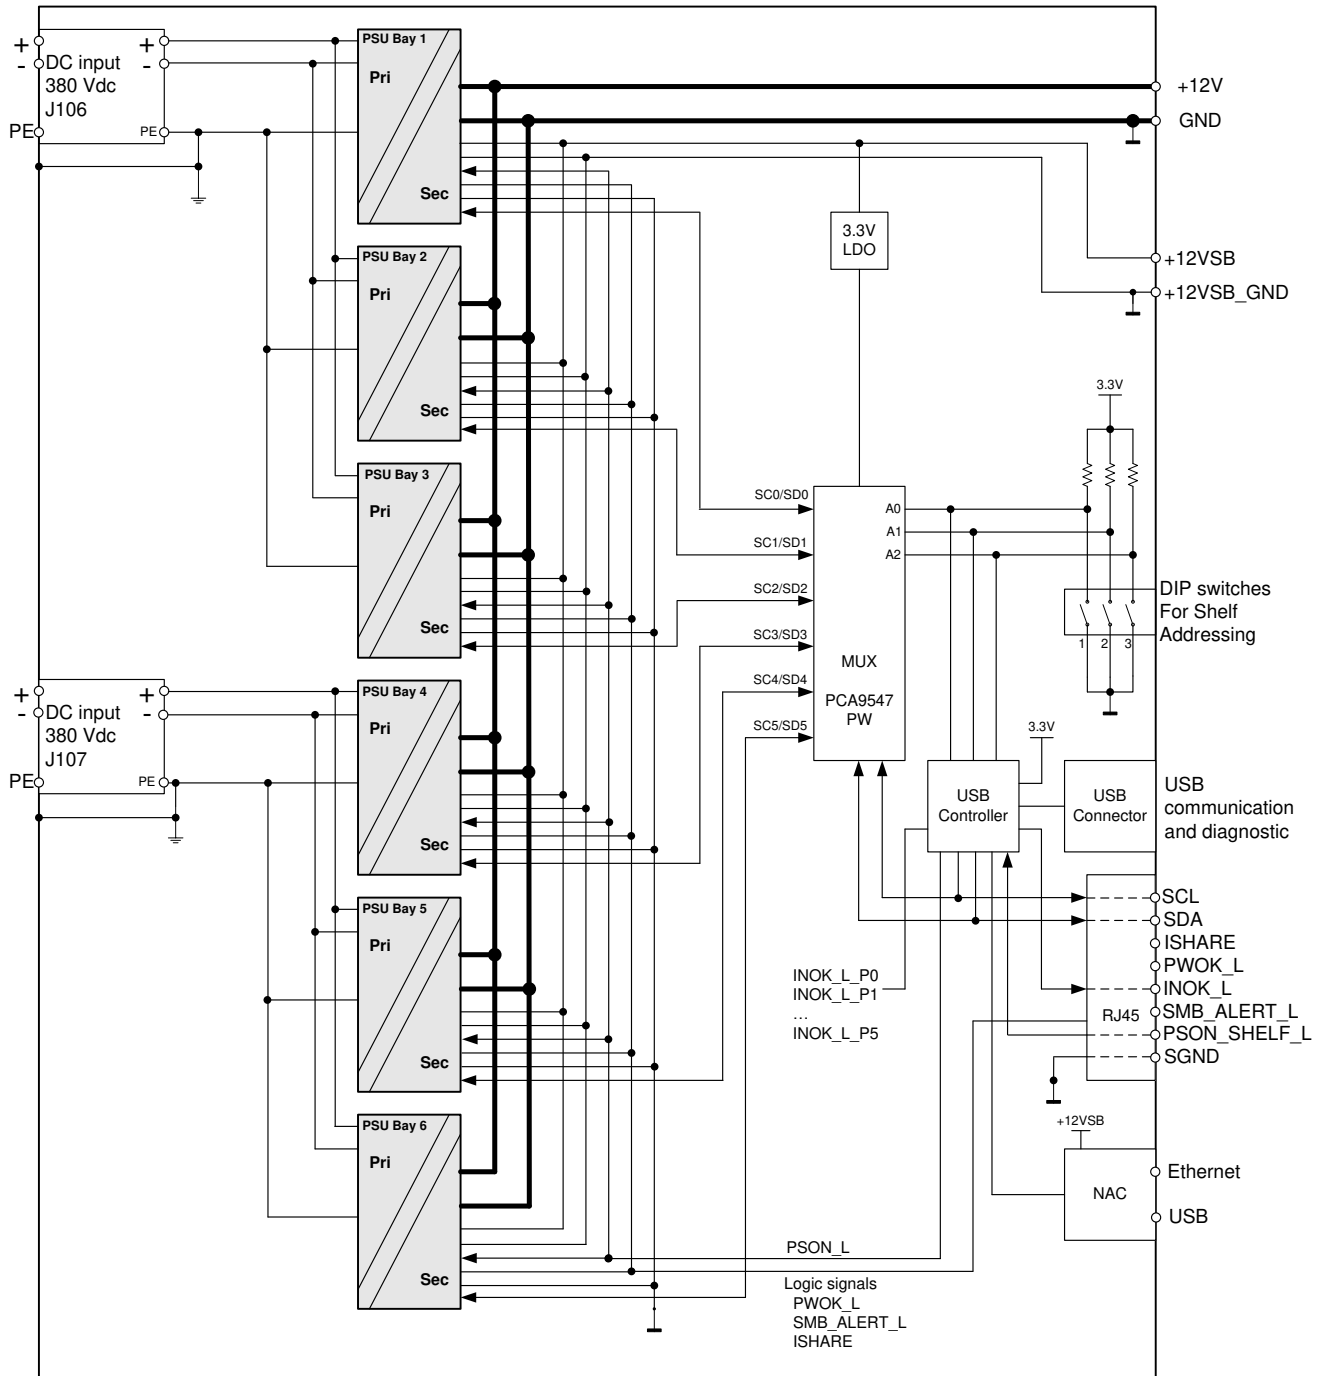 PSU Bay 1
+
-
DC input
380 Vdc
J106
+
-
PE
PE
Pri
Sec
+12V
GND
3.3V
LDO
+12VSB
+12VSB_GND
PSU Bay 2
Pri
Sec
3.3V
PSU Bay 3
Pri
Sec
SC0/SD0
SC1/SD1
SC2/SD2
SC3/SD3
SC4/SD4
SC5/SD5
A0
A1
A2
MUX
PCA9547
PW
DIP switches
For Shelf
Addressing
1
2
3
+
-
DC input
380 Vdc
J107
+
-
PE
PE
PSU Bay 4
Pri
Sec
3.3V
USB
Controller
USB
Connector
USB
communication
and diagnostic
PSU Bay 5
Pri
Sec
INOK_L_P0
INOK_L_P1
...
INOK_L_P5
RJ45
SCL
SDA
ISHARE
PWOK_L
INOK_L
SMB_ALERT_L
PSON_SHELF_L
SGND
PSU Bay 6
Pri
Sec
+12VSB
NAC
Ethernet
USB
PSON_L
Logic signals
PWOK_L
SMB_ALERT_L
ISHARE